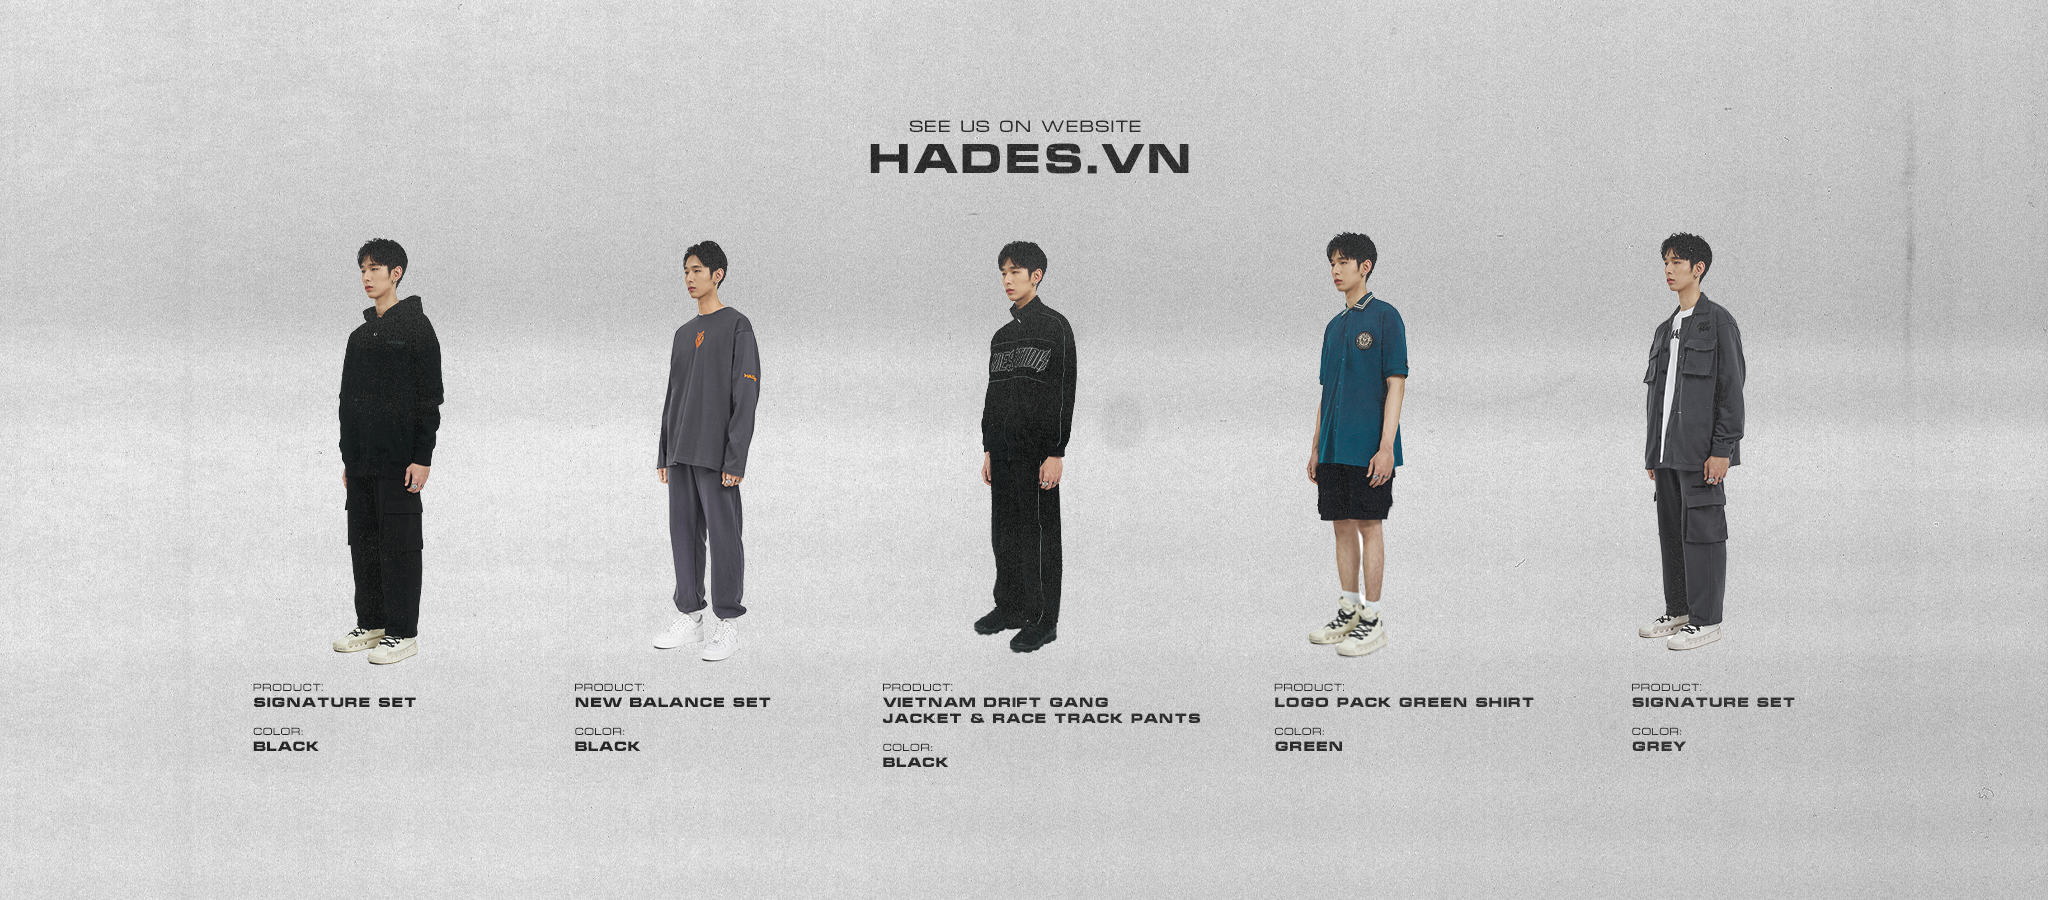 SEE US ON WEBSITE
HADES.VN
PRODUCT:
SIGNATURE SET
COLOR:
BLACK
PRODUCT:
NEW BALANCE SET
COLOR:
BLACK
PRODUCT:
VIETNAM DRIFT GANG
JACKET & RACE TRACK PANTS
COLOR:
BLACK
PRODUCT:
LOGO PACK GREEN SHIRT
COLOR:
GREEN
PRODUCT:
SIGNATURE SET
COLOR:
GREY